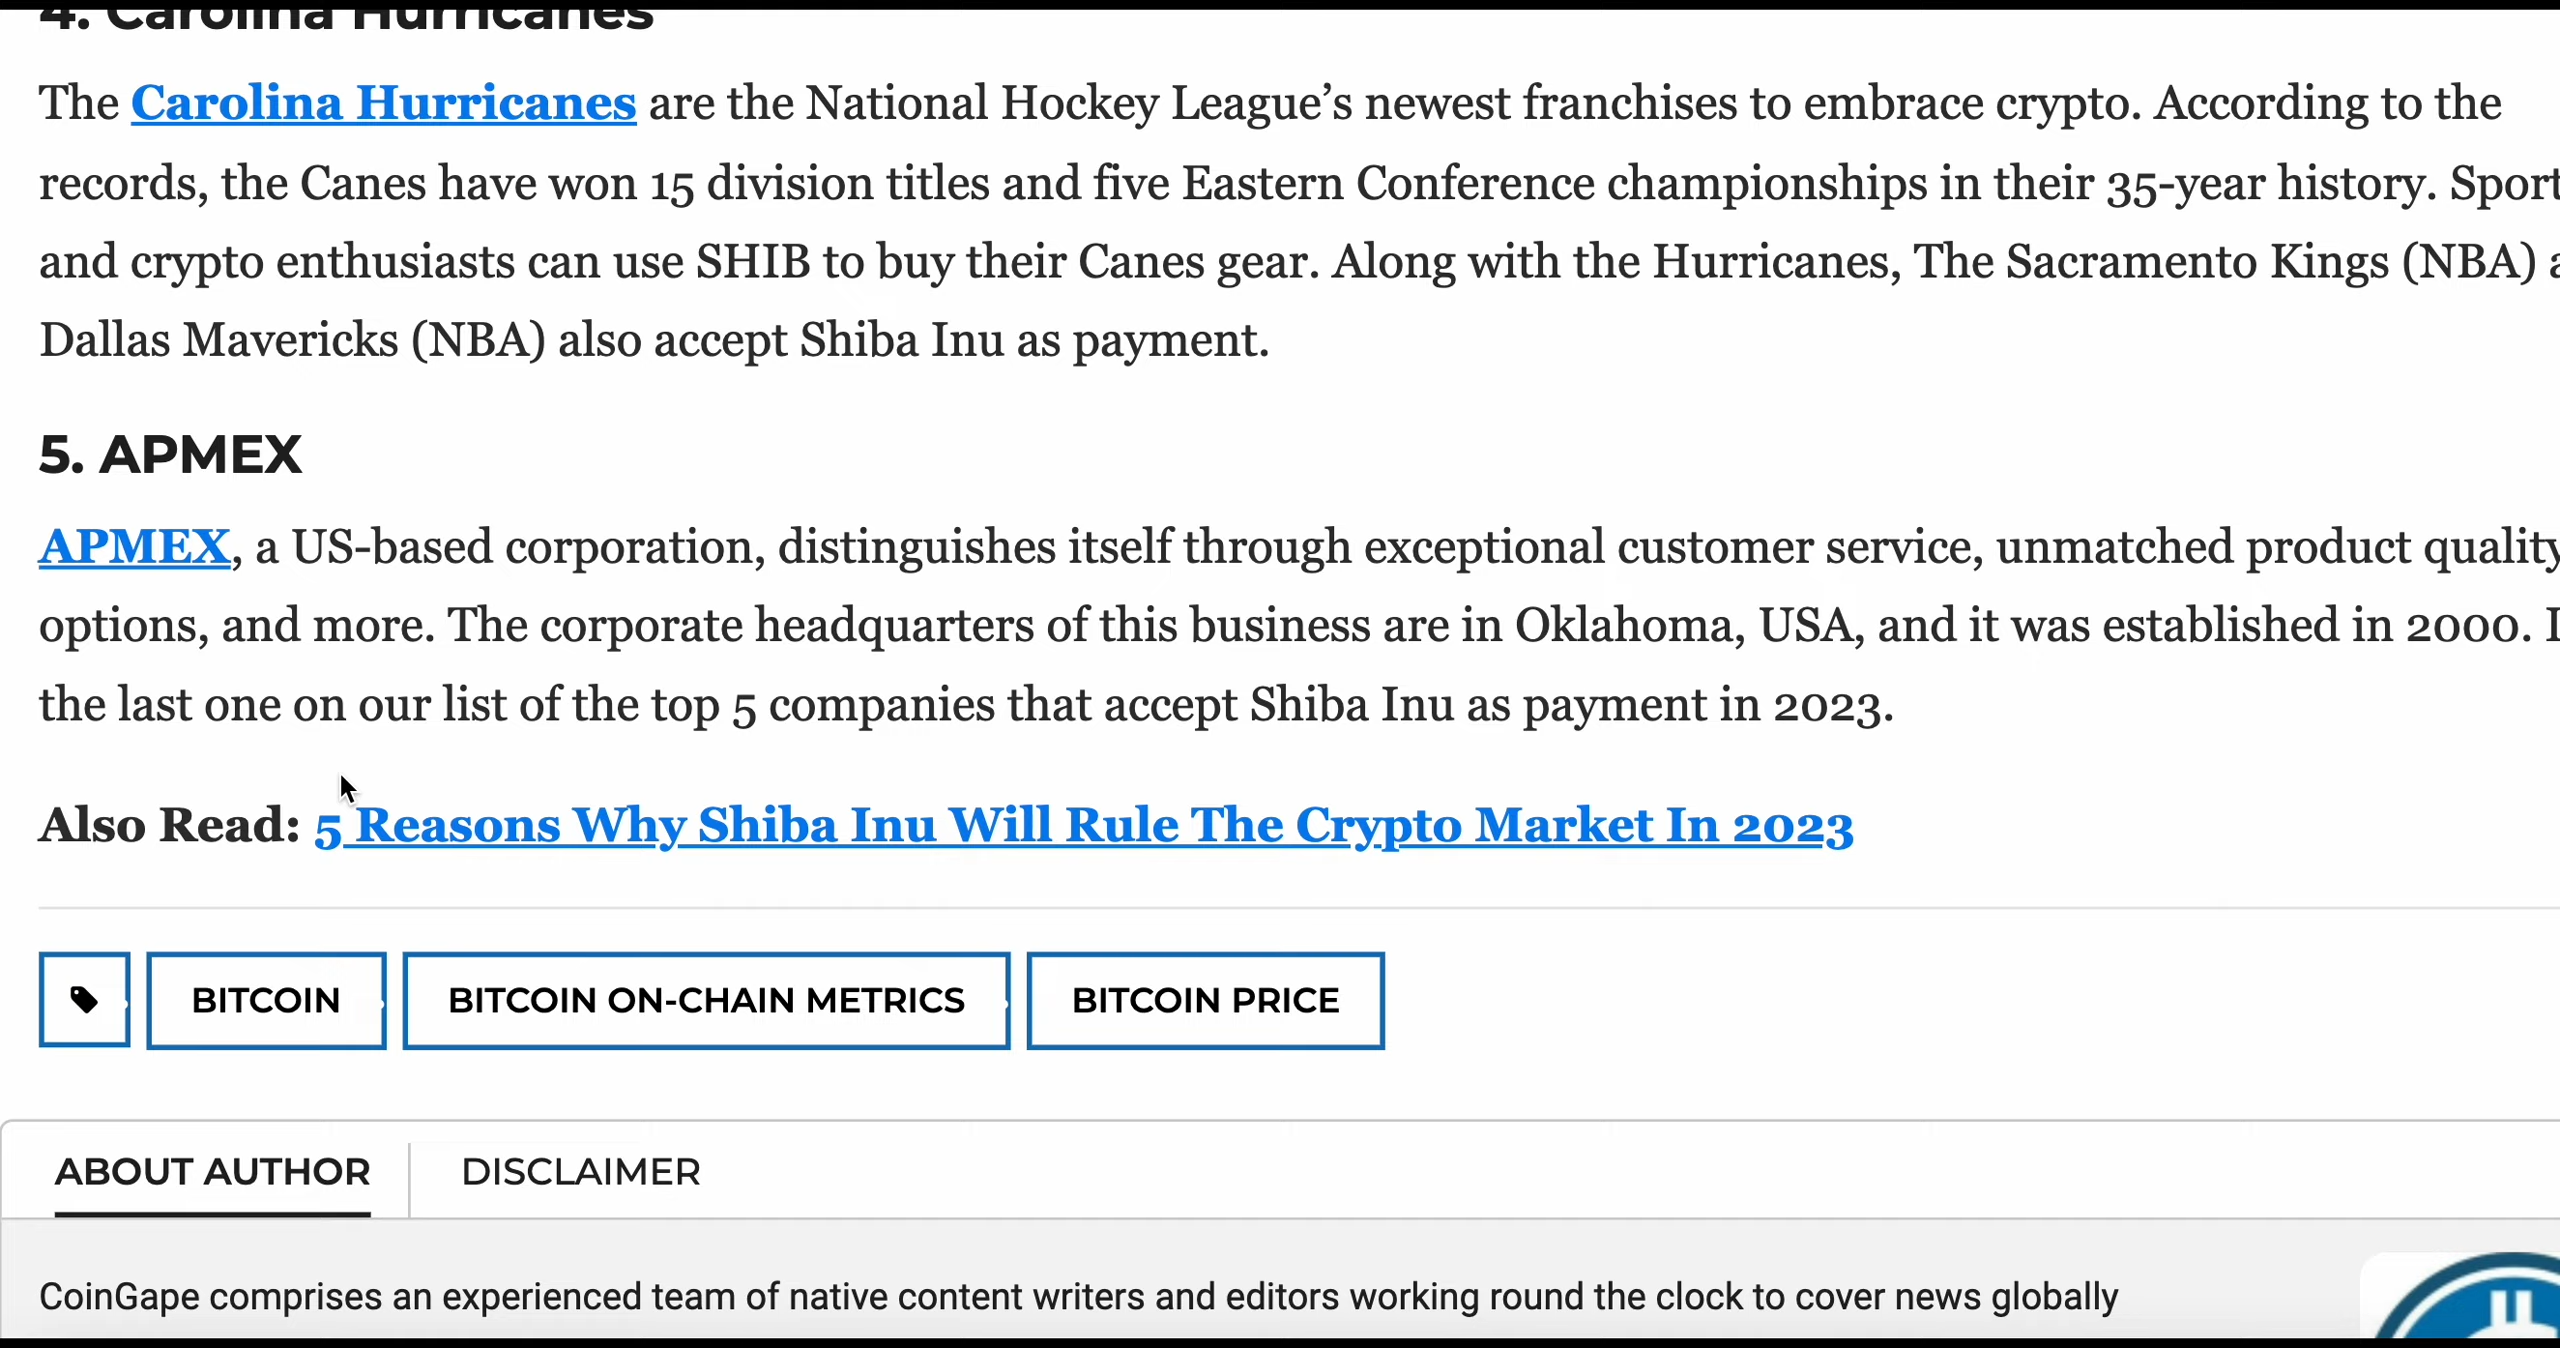 4. Carolina Hurricanes
The Carolina Hurricanes are the National Hockey League’s newest franchises to embrace crypto. According to the
records, the Canes have won 15 division titles and five Eastern Conference championships in their 35-year history. Sport
and crypto enthusiasts can use SHIB to buy their Canes gear. Along with the Hurricanes, The Sacramento Kings (NBA) a
Dallas Mavericks (NBA) also accept Shiba Inu as payment.
5. APMEX
APMEX, a US-based corporation, distinguishes itself through exceptional customer service, unmatched product quality
options, and more. The corporate headquarters of this business are in Oklahoma, USA, and it was established in 2000. I
the last one on our list of the top 5 companies that accept Shiba Inu as payment in 2023.
Also Read: 5 Reasons Why Shiba Inu Will Rule The Crypto Market In 2023
BITCOIN BITCOIN ON-CHAIN METRICS BITCOIN PRICE
ABOUT AUTHOR DISCLAIMER
CoinGape comprises an experienced team of native content writers and editors working round the clock to cover news globally